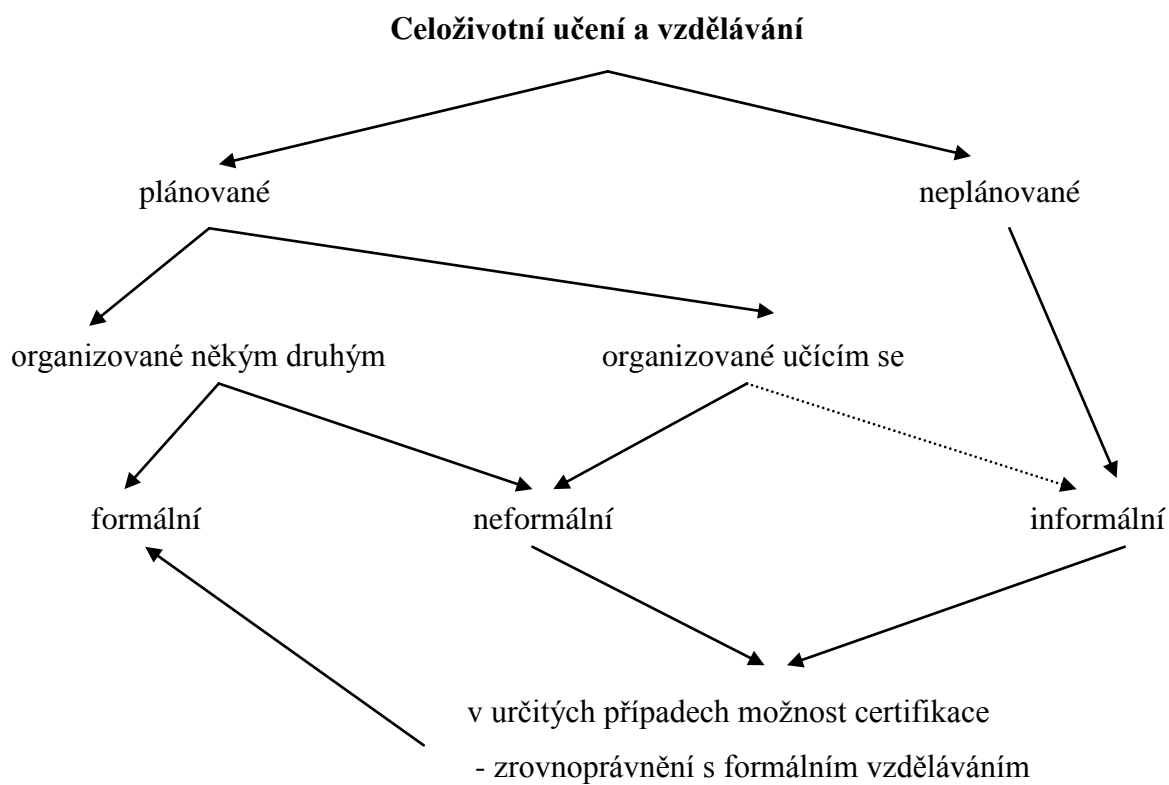 Celoživotní učení a vzdělávání
plánované
neplánované
organizované někým druhým
organizované učícím se
formální
neformální
informální
v určitých případech možnost certifikace
- zrovnoprávnění s formálním vzděláváním